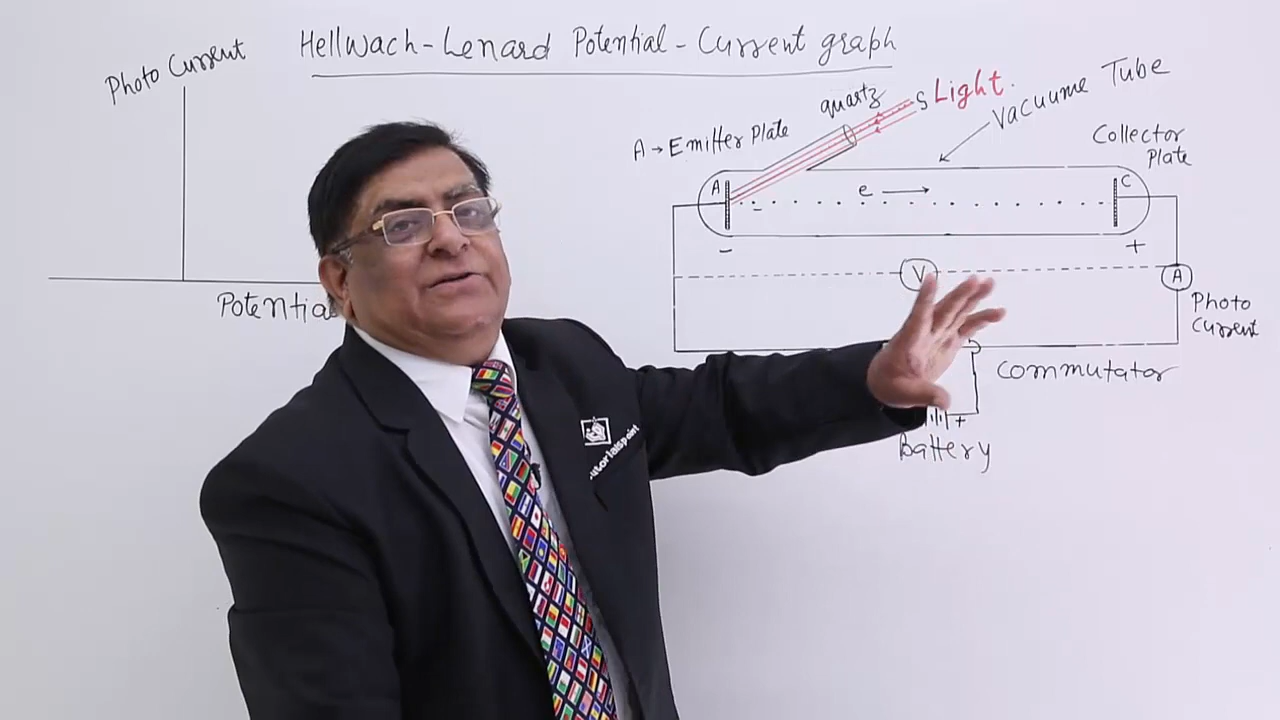 Hellwach-Lenard Potential-Current graph
Photo Current
Potential
A → Emitter Plate
quartz
S Light.
Vacuume Tube
Collector
Plate
A
e →
C
-
-
+
V
A
Photo
Current
Commutator
+
Battery
tutorialspoint